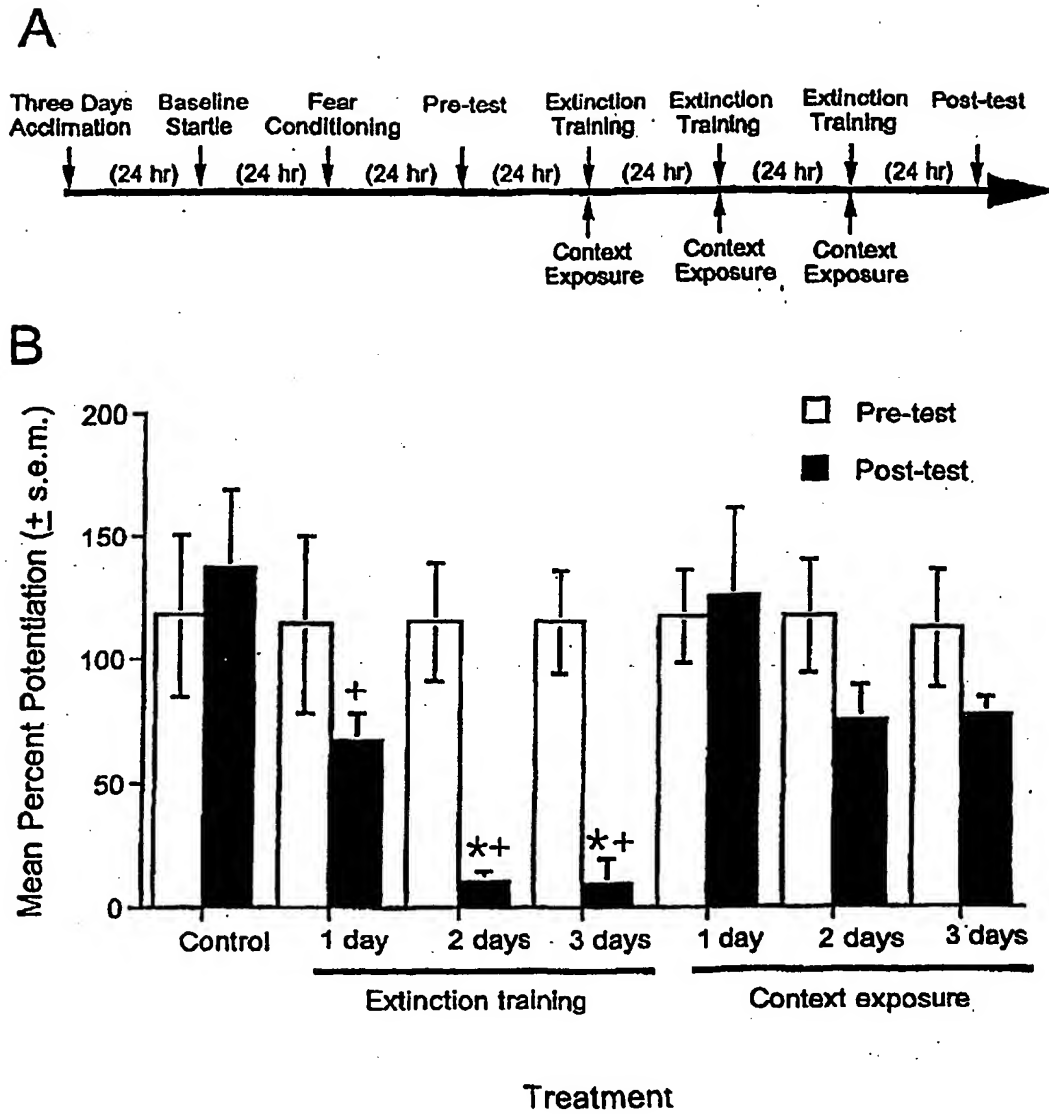 A
Three Days Acclimation
Baseline Startle
Fear Conditioning
Pre-test
Extinction Training
Extinction Training
Extinction Training
Post-test
(24 hr) (24 hr) (24 hr) (24 hr) (24 hr) (24 hr) (24 hr)
Context Exposure
Context Exposure
Context Exposure
B
Mean Percent Potentiation (± s.e.m.)
200
150
100
50
0
Pre-test
Post-test
+
*+
*+
Control
1 day
2 days
3 days
1 day
2 days
3 days
Extinction training
Context exposure
Treatment